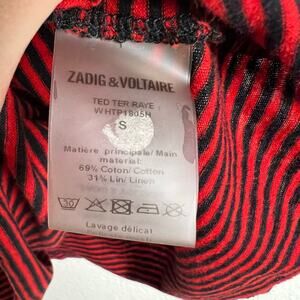 ZADIG & VOLTAIRE
TED TER RAYE
WHTP1805H
S
Matière principale/Main
material:
69% Coton/Cotton
31% Lin/Linen
30
Lavage délicat